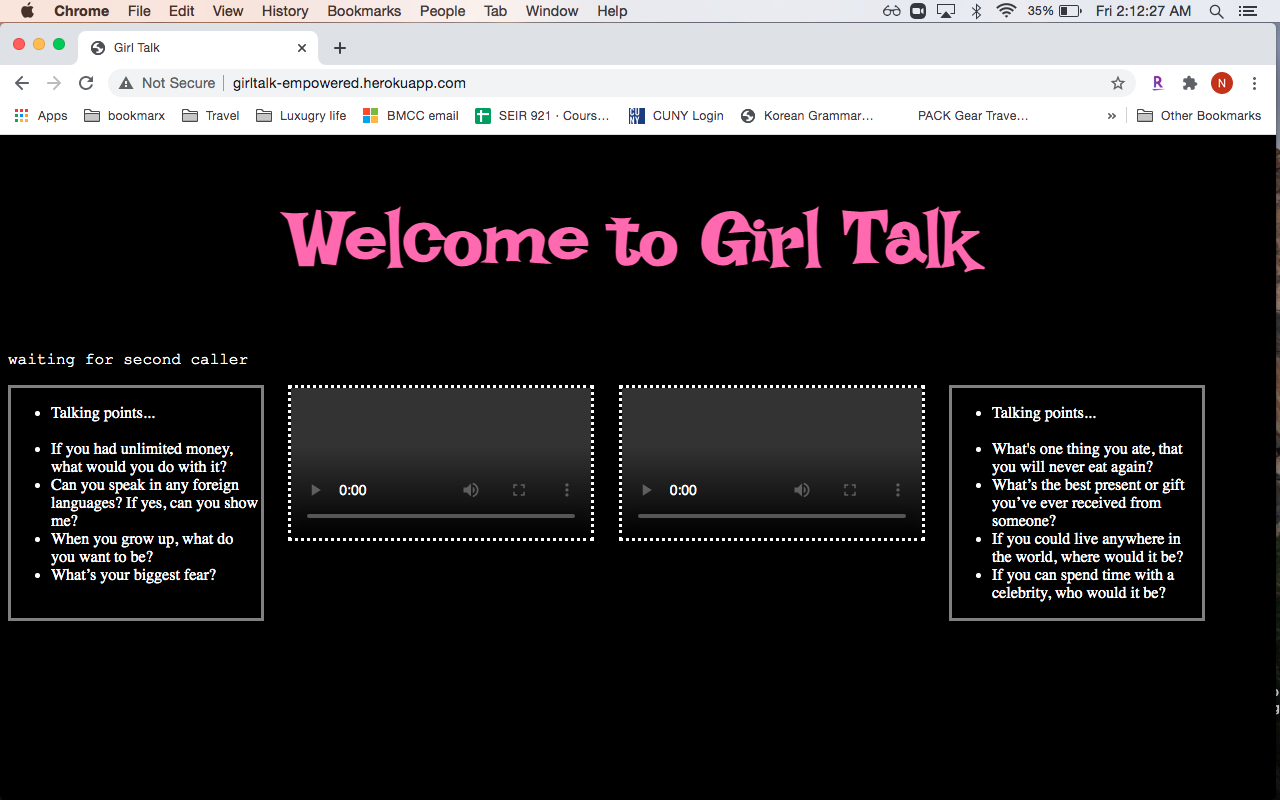 Chrome File Edit View History Bookmarks People Tab Window Help 35% Fri 2:12:27 AM
Girl Talk
Not Secure girltalk-empowered.herokuapp.com N
Apps bookmarx Travel Luxugry life BMCC email SEIR 921 · Cours… CUNY Login Korean Grammar… PACK Gear Trave… » Other Bookmarks
Welcome to Girl Talk
waiting for second caller
Talking points...
If you had unlimited money,
what would you do with it?
Can you speak in any foreign
languages? If yes, can you show
me?
When you grow up, what do
you want to be?
What’s your biggest fear?
0:00
0:00
Talking points...
What's one thing you ate, that
you will never eat again?
What’s the best present or gift
you’ve ever received from
someone?
If you could live anywhere in
the world, where would it be?
If you can spend time with a
celebrity, who would it be?